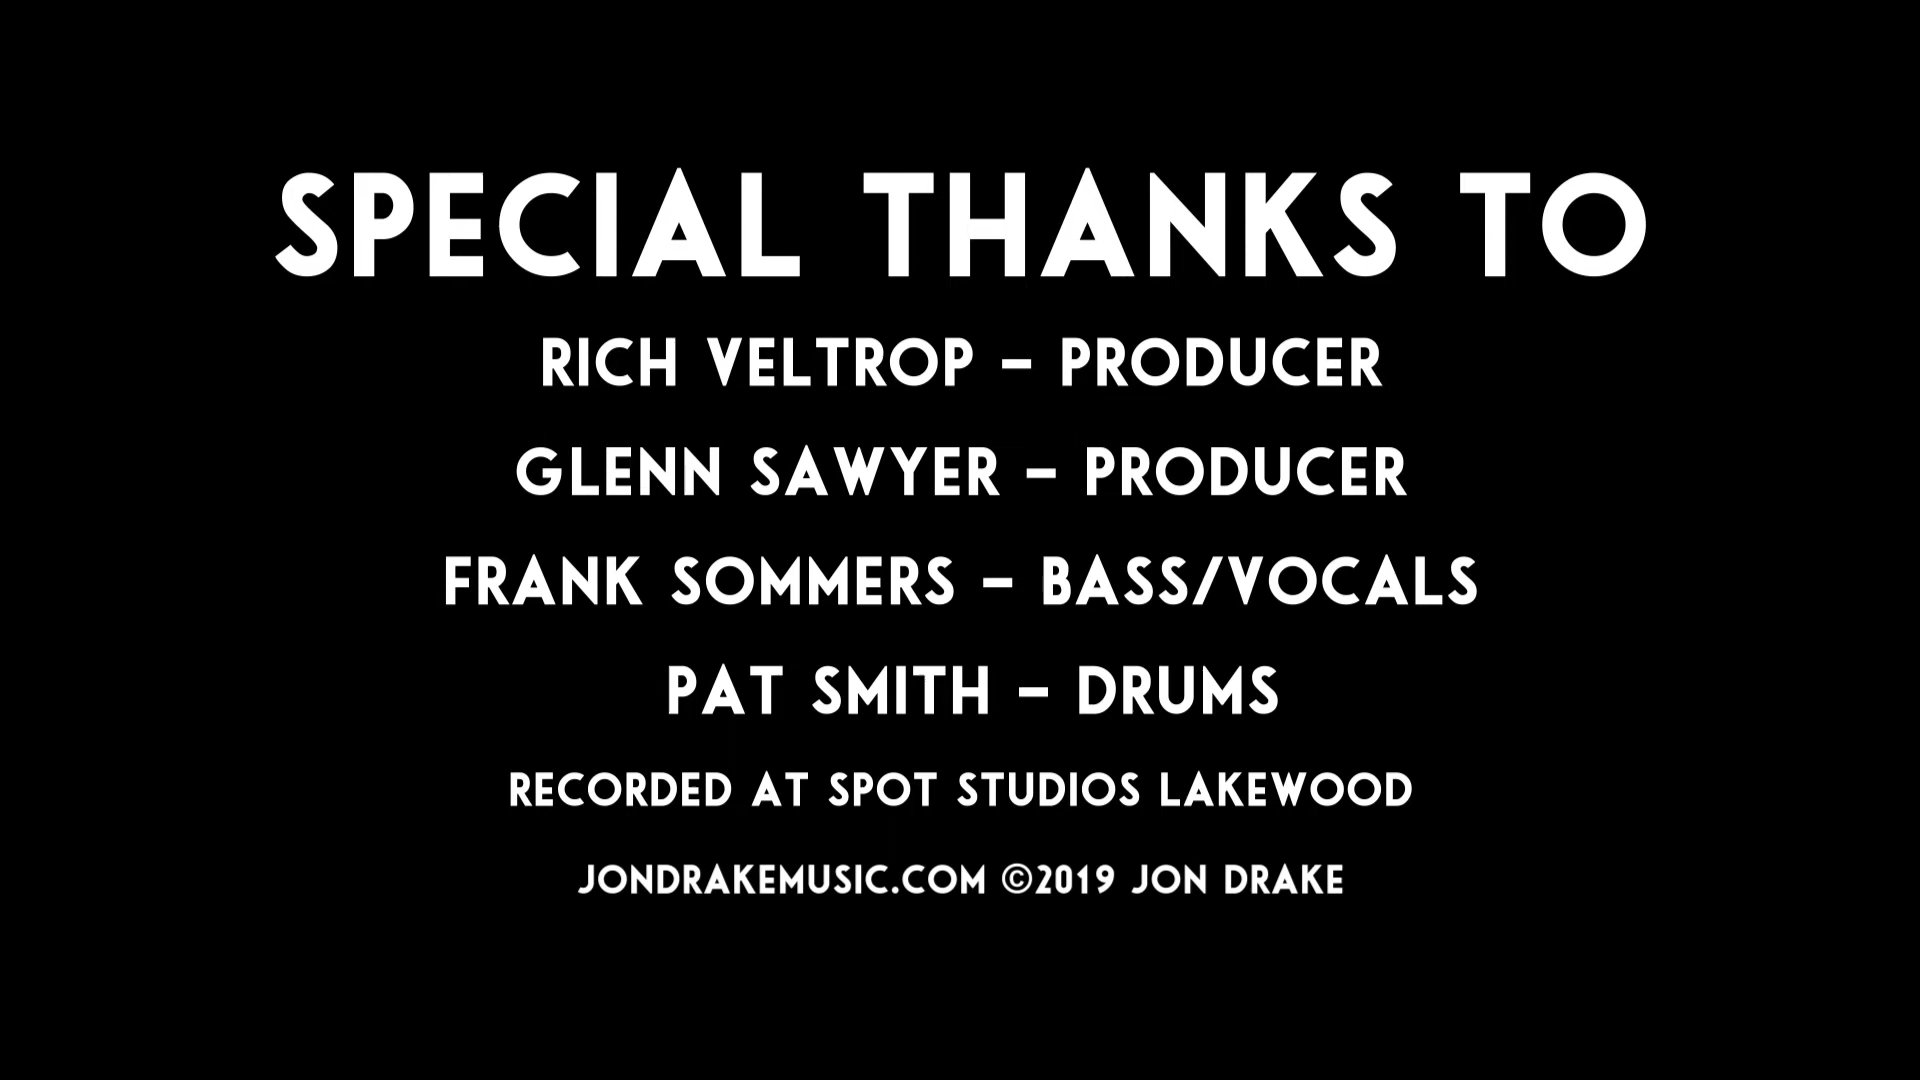 SPECIAL THANKS TO
RICH VELTROP – PRODUCER
GLENN SAWYER – PRODUCER
FRANK SOMMERS – BASS/VOCALS
PAT SMITH – DRUMS
RECORDED AT SPOT STUDIOS LAKEWOOD
JONDRAKEMUSIC.COM ©2019 JON DRAKE